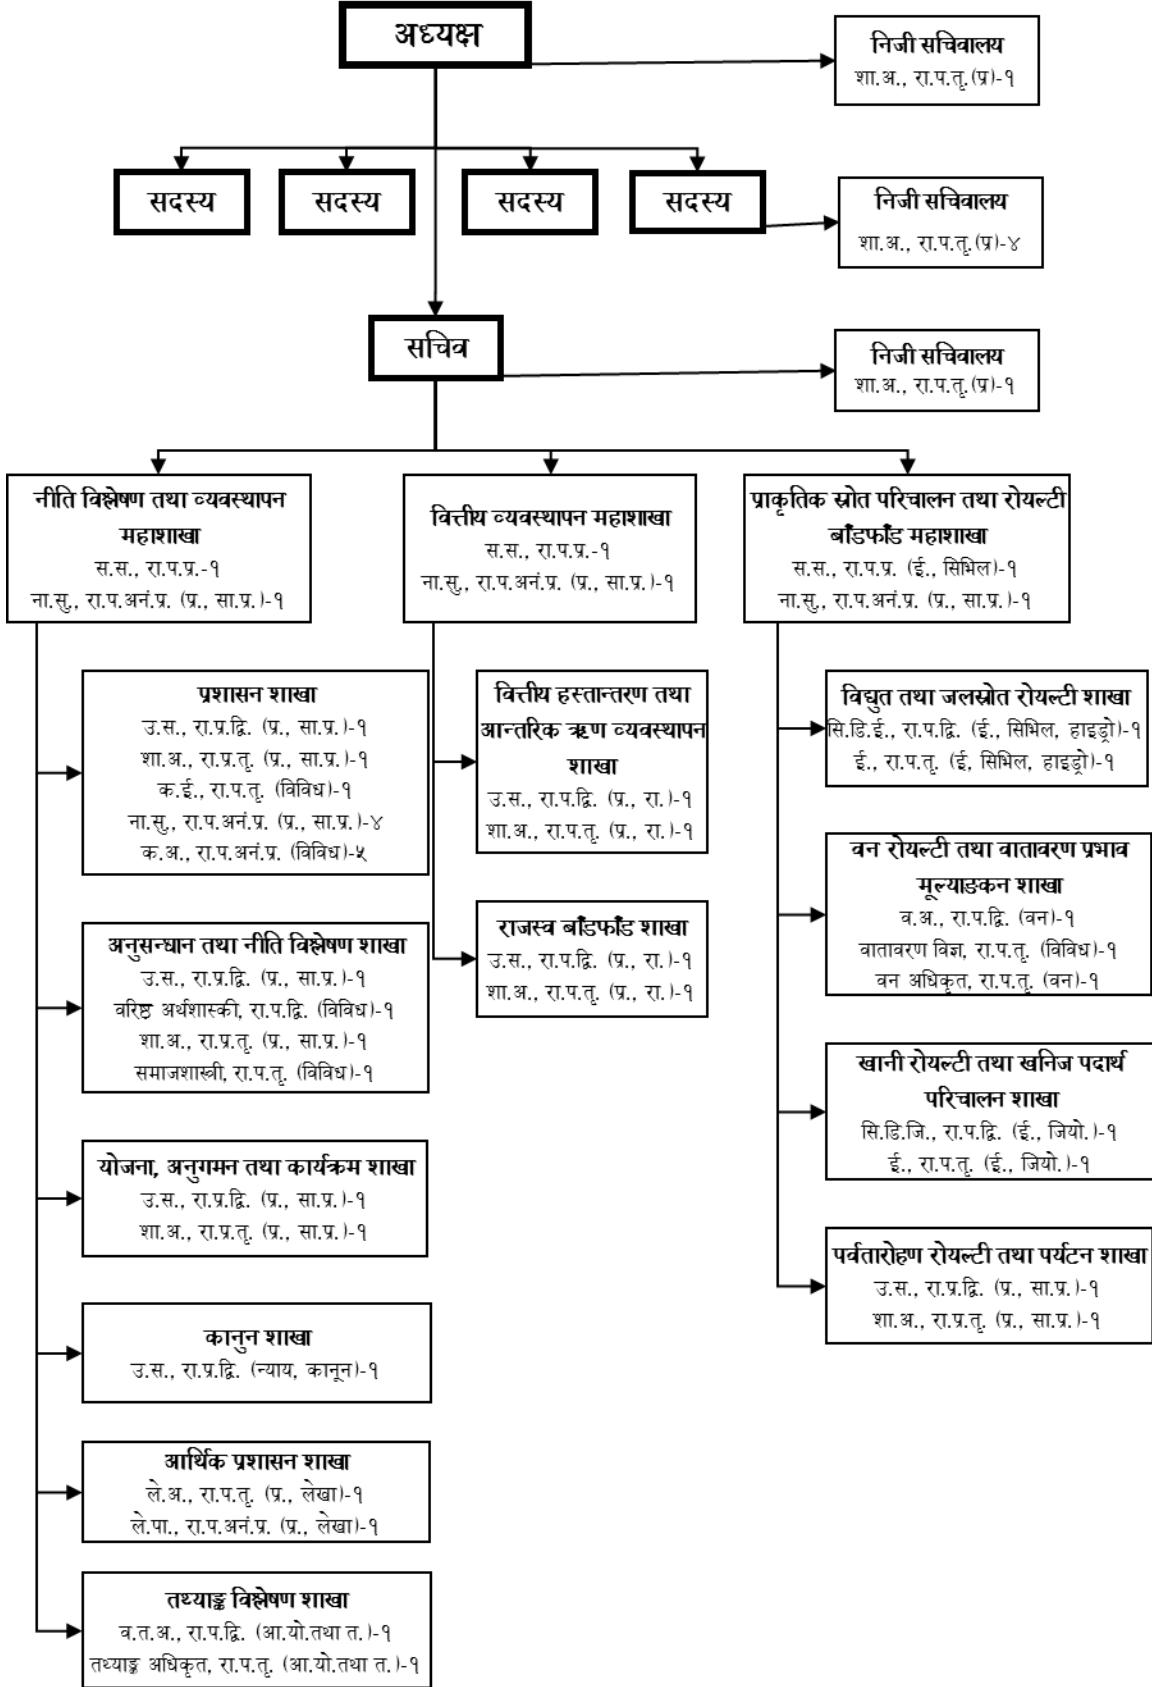 अध्यक्ष
निजी सचिवालय
शा.अ., रा.प.तृ.(प्र)-१
सदस्य
सदस्य
सदस्य
सदस्य
निजी सचिवालय
शा.अ., रा.प.तृ.(प्र)-४
सचिव
निजी सचिवालय
शा.अ., रा.प.तृ.(प्र)-१
नीति विश्लेषण तथा व्यवस्थापन
महाशाखा
स.स., रा.प.प्र.-१
ना.सु., रा.प.अनं.प्र. (प्र., सा.प्र.)-१
वित्तीय व्यवस्थापन महाशाखा
स.स., रा.प.प्र.-१
ना.सु., रा.प.अनं.प्र. (प्र., सा.प्र.)-१
प्राकृतिक स्रोत परिचालन तथा रोयल्टी
बाँडफाँड महाशाखा
स.स., रा.प.प्र. (ई., सिभिल)-१
ना.सु., रा.प.अनं.प्र. (प्र., सा.प्र.)-१
प्रशासन शाखा
उ.स., रा.प्र.द्वि. (प्र., सा.प्र.)-१
शा.अ., रा.प्र.तृ. (प्र., सा.प्र.)-१
क.ई., रा.प.तृ. (विविध)-१
ना.सु., रा.प.अनं.प्र. (प्र., सा.प्र.)-४
क.अ., रा.प.अनं.प्र. (विविध)-५
अनुसन्धान तथा नीति विश्लेषण शाखा
उ.स., रा.प्र.द्वि. (प्र., सा.प्र.)-१
वरिष्ठ अर्थशास्की, रा.प.द्वि. (विविध)-१
शा.अ., रा.प्र.तृ. (प्र., सा.प्र.)-१
समाजशास्त्री, रा.प.तृ. (विविध)-१
योजना, अनुगमन तथा कार्यक्रम शाखा
उ.स., रा.प्र.द्वि. (प्र., सा.प्र.)-१
शा.अ., रा.प्र.तृ. (प्र., सा.प्र.)-१
कानुन शाखा
उ.स., रा.प्र.द्वि. (न्याय, कानून)-१
आर्थिक प्रशासन शाखा
ले.अ., रा.प.तृ. (प्र., लेखा)-१
ले.पा., रा.प.अनं.प्र. (प्र., लेखा)-१
तथ्याङ्क विश्लेषण शाखा
व.त.अ., रा.प.द्वि. (आ.यो.तथा त.)-१
तथ्याङ्क अधिकृत, रा.प.तृ. (आ.यो.तथा त.)-१
वित्तीय हस्तान्तरण तथा
आन्तरिक ऋण व्यवस्थापन
शाखा
उ.स., रा.प.द्वि. (प्र., रा.)-१
शा.अ., रा.प.तृ. (प्र., रा.)-१
राजस्व बाँडफाँड शाखा
उ.स., रा.प.द्वि. (प्र., रा.)-१
शा.अ., रा.प.तृ. (प्र., रा.)-१
विद्युत तथा जलस्रोत रोयल्टी शाखा
सि.डि.ई., रा.प.द्वि. (ई., सिभिल, हाइड्रो)-१
ई., रा.प.तृ. (ई, सिभिल, हाइड्रो)-१
वन रोयल्टी तथा वातावरण प्रभाव
मूल्याङकन शाखा
व.अ., रा.प.द्वि. (वन)-१
वातावरण विज्ञ, रा.प.तृ. (विविध)-१
वन अधिकृत, रा.प.तृ. (वन)-१
खानी रोयल्टी तथा खनिज पदार्थ
परिचालन शाखा
सि.डि.जि., रा.प.द्वि. (ई., जियो.)-१
ई., रा.प.तृ. (ई., जियो.)-१
पर्वतारोहण रोयल्टी तथा पर्यटन शाखा
उ.स., रा.प्र.द्वि. (प्र., सा.प्र.)-१
शा.अ., रा.प्र.तृ. (प्र., सा.प्र.)-१